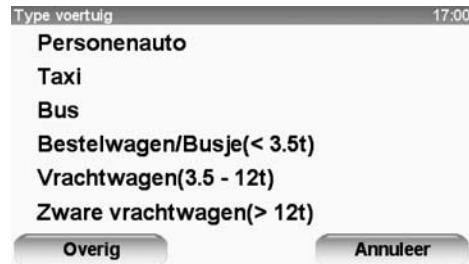 Type voertuig 17:00
Personenauto
Taxi
Bus
Bestelwagen/Busje(< 3.5t)
Vrachtwagen(3.5 - 12t)
Zware vrachtwagen(> 12t)
Overig Annuleer